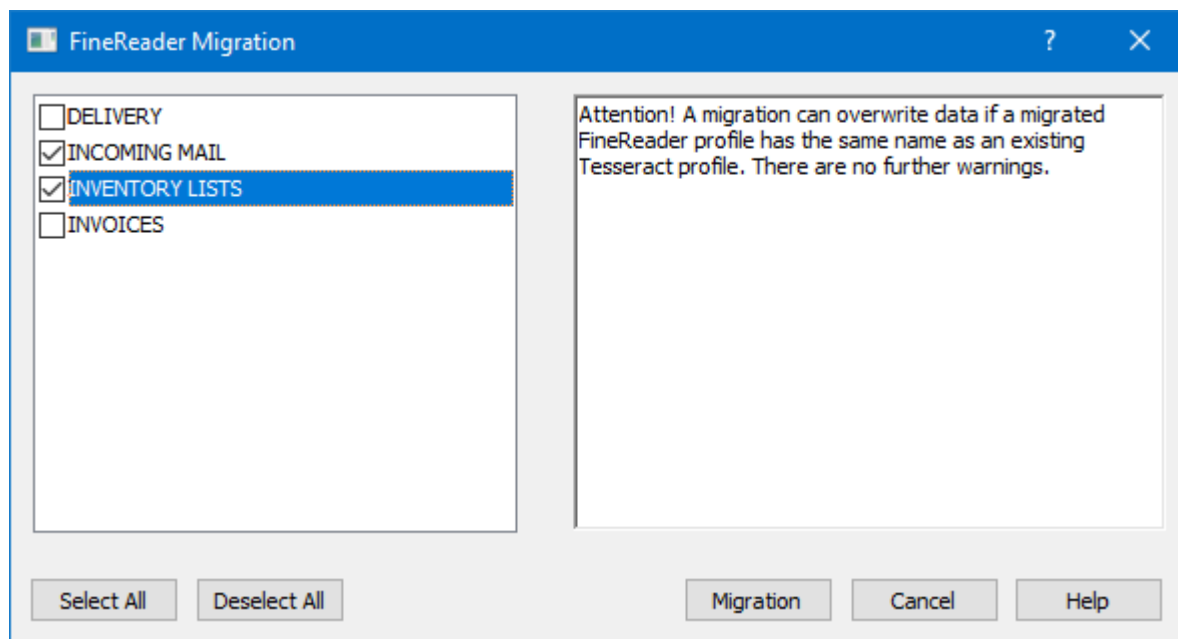 FineReader Migration
?
DELIVERY
INCOMING MAIL
INVENTORY LISTS
INVOICES
Attention! A migration can overwrite data if a migrated
FineReader profile has the same name as an existing
Tesseract profile. There are no further warnings.
Select All
Deselect All
Migration
Cancel
Help